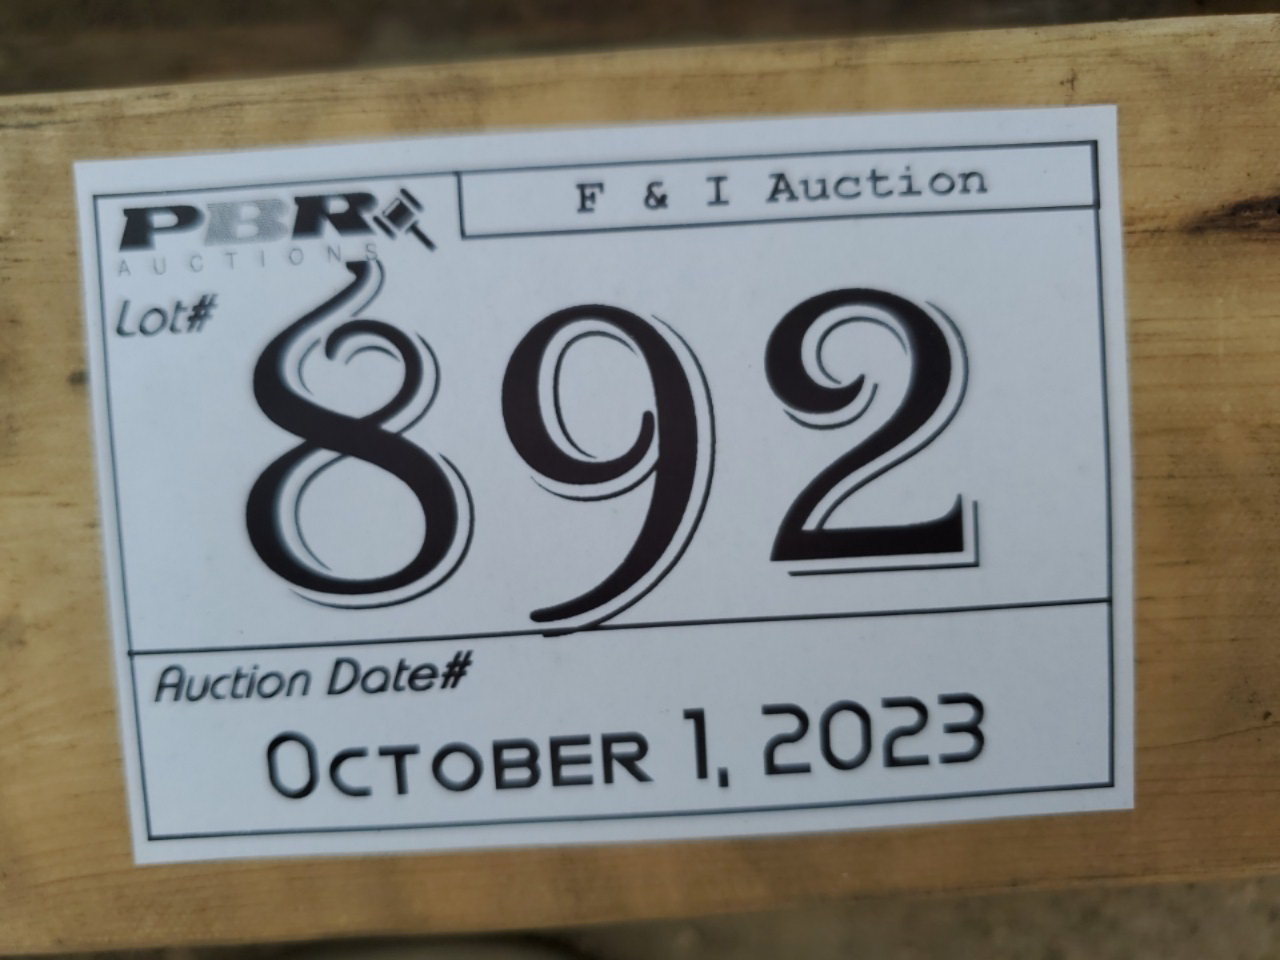 PBR
AUCTIONS
F & I Auction
Lot#
892
Auction Date#
October 1, 2023